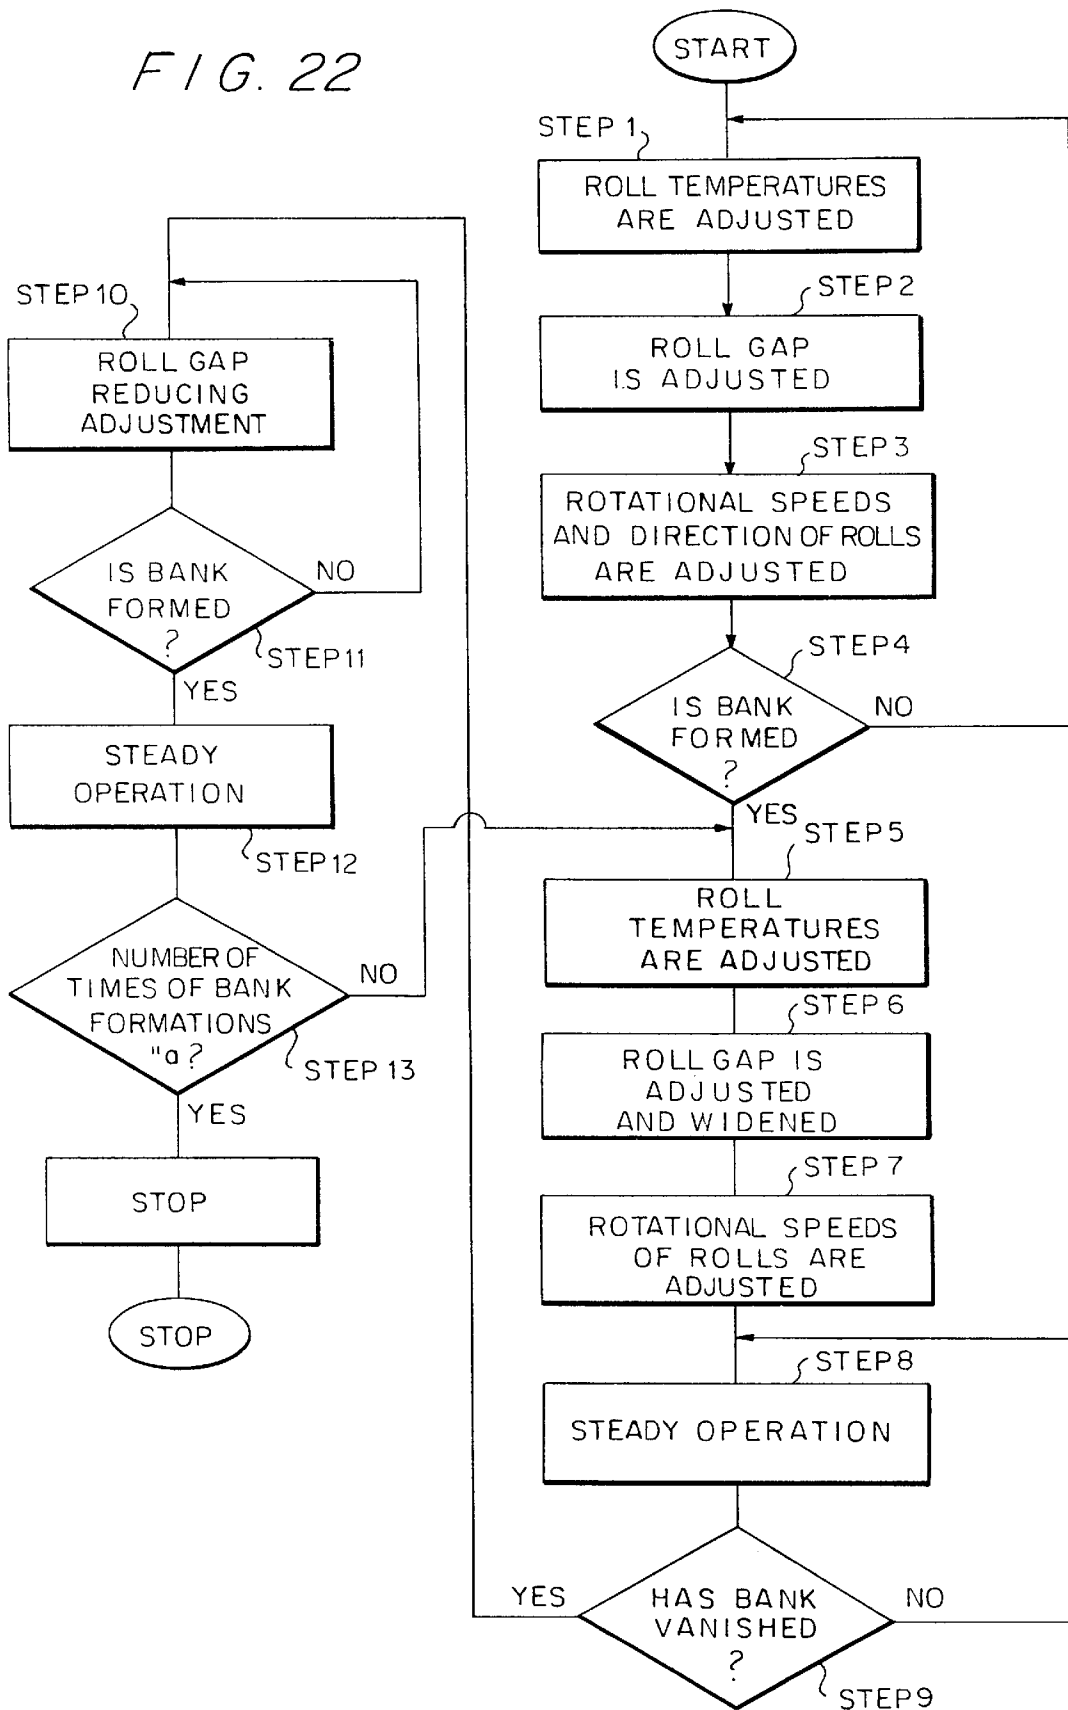 FIG. 22
START
STEP 1
ROLL TEMPERATURES
ARE ADJUSTED
STEP 2
ROLL GAP
IS ADJUSTED
STEP 3
ROTATIONAL SPEEDS
AND DIRECTION OF ROLLS
ARE ADJUSTED
STEP 4
IS BANK
FORMED
?
NO
YES
STEP 5
ROLL
TEMPERATURES
ARE ADJUSTED
STEP 6
ROLL GAP IS
ADJUSTED
AND WIDENED
STEP 7
ROTATIONAL SPEEDS
OF ROLLS ARE
ADJUSTED
STEP 8
STEADY OPERATION
HAS BANK
VANISHED
?
YES
NO
STEP 9
STEP 10
ROLL GAP
REDUCING
ADJUSTMENT
IS BANK
FORMED
?
NO
STEP 11
YES
STEADY
OPERATION
STEP 12
NUMBER OF
TIMES OF BANK
FORMATIONS
"a?
NO
STEP 13
YES
STOP
STOP